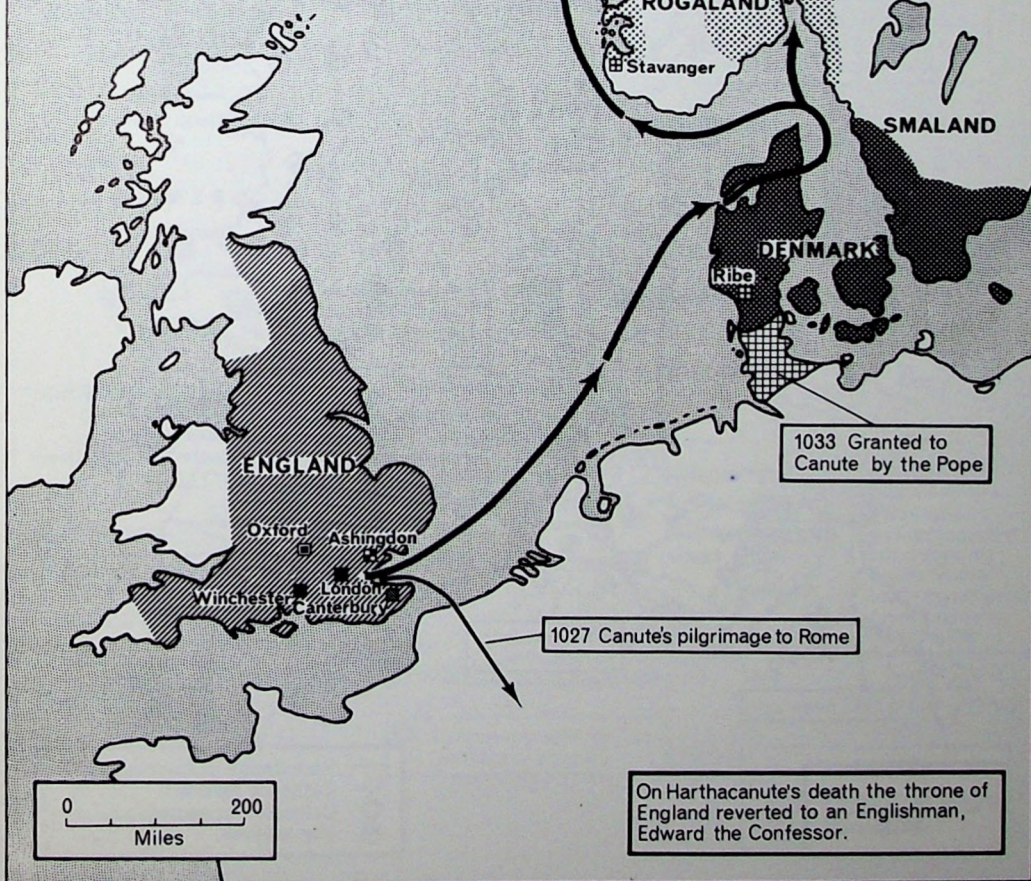 ROGALAND
Stavanger
SMALAND
DENMARK
Ribe
1033 Granted to
Canute by the Pope
ENGLAND
Oxford
Ashingdon
London
Winchester
Canterbury
1027 Canute's pilgrimage to Rome
0 200
Miles
On Harthacanute's death the throne of
England reverted to an Englishman,
Edward the Confessor.